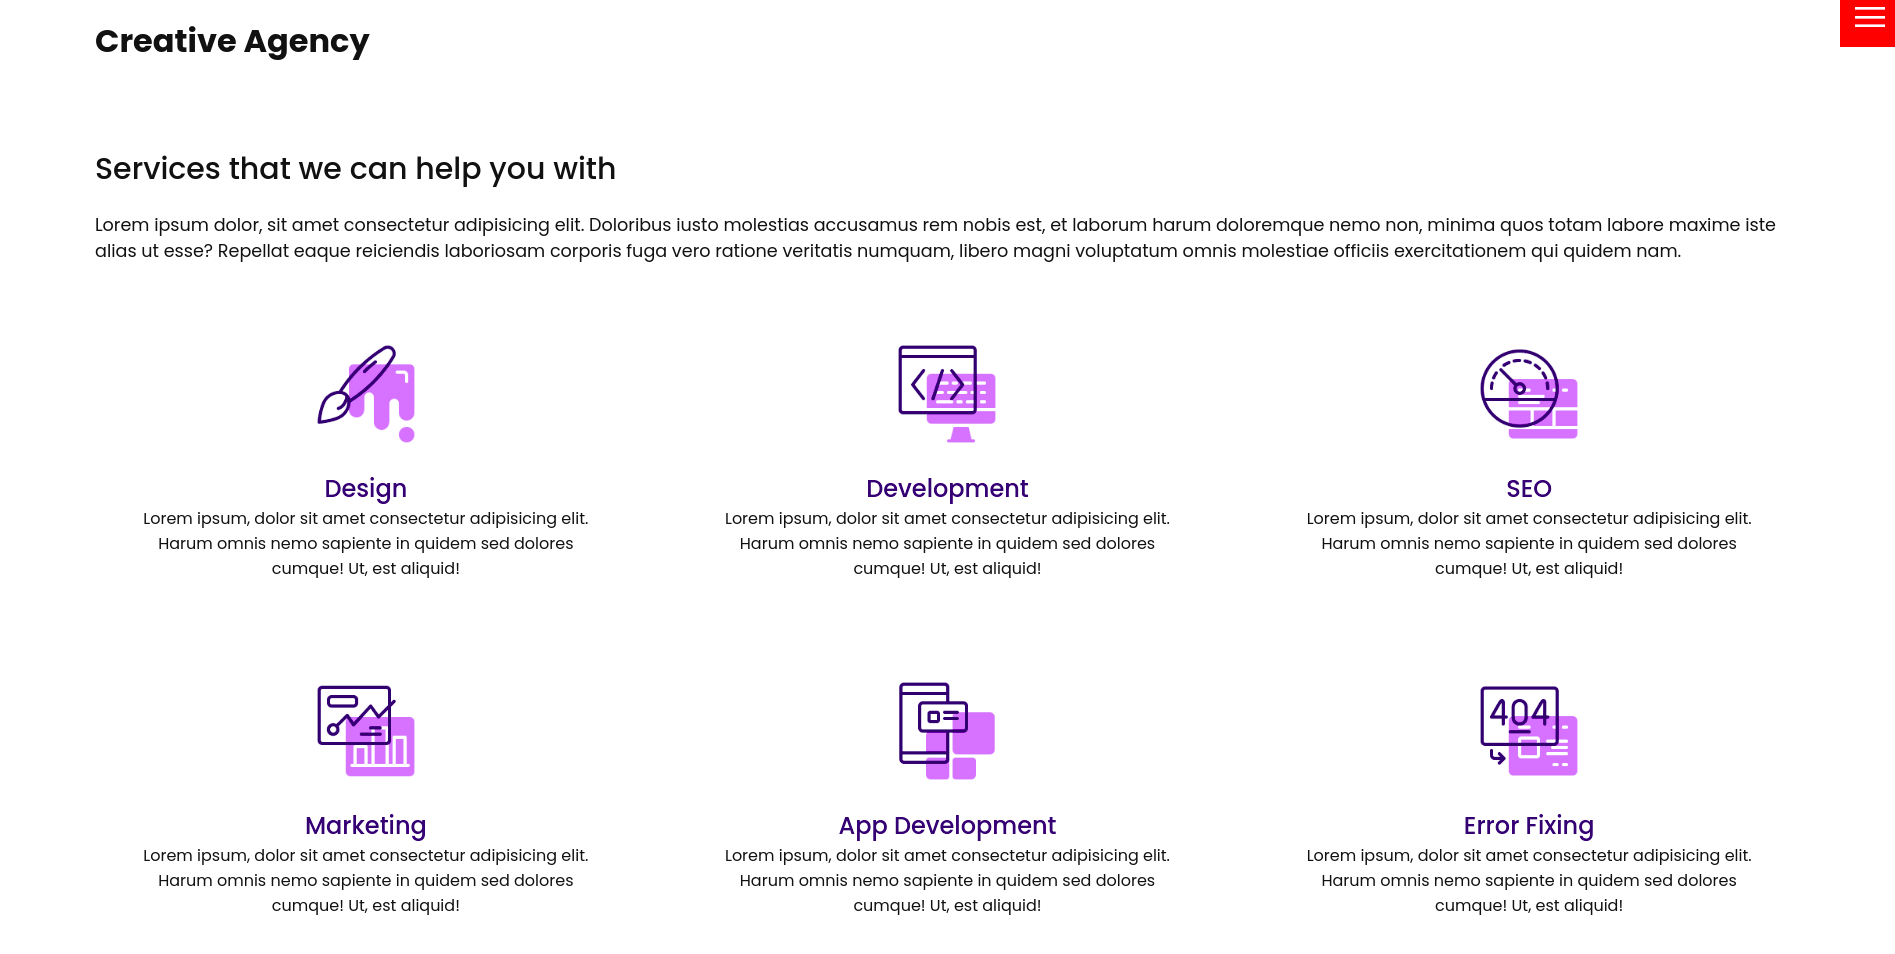 Creative Agency
Services that we can help you with
Lorem ipsum dolor, sit amet consectetur adipisicing elit. Doloribus iusto molestias accusamus rem nobis est, et laborum harum doloremque nemo non, minima quos totam labore maxime iste
alias ut esse? Repellat eaque reiciendis laboriosam corporis fuga vero ratione veritatis numquam, libero magni voluptatum omnis molestiae officiis exercitationem qui quidem nam.
Design
Lorem ipsum, dolor sit amet consectetur adipisicing elit.
Harum omnis nemo sapiente in quidem sed dolores
cumque! Ut, est aliquid!
</>
Development
Lorem ipsum, dolor sit amet consectetur adipisicing elit.
Harum omnis nemo sapiente in quidem sed dolores
cumque! Ut, est aliquid!
SEO
Lorem ipsum, dolor sit amet consectetur adipisicing elit.
Harum omnis nemo sapiente in quidem sed dolores
cumque! Ut, est aliquid!
Marketing
Lorem ipsum, dolor sit amet consectetur adipisicing elit.
Harum omnis nemo sapiente in quidem sed dolores
cumque! Ut, est aliquid!
App Development
Lorem ipsum, dolor sit amet consectetur adipisicing elit.
Harum omnis nemo sapiente in quidem sed dolores
cumque! Ut, est aliquid!
404
Error Fixing
Lorem ipsum, dolor sit amet consectetur adipisicing elit.
Harum omnis nemo sapiente in quidem sed dolores
cumque! Ut, est aliquid!